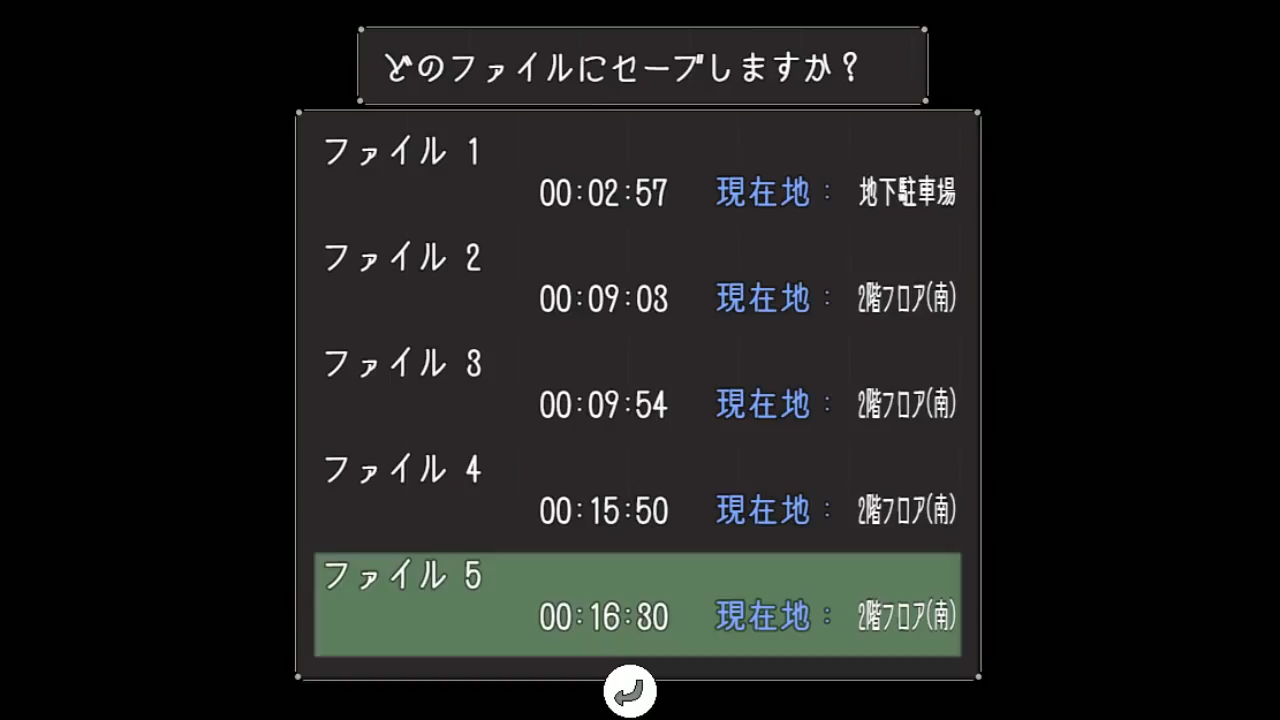 どのファイルにセーブしますか？
ファイル 1
00:02:57 現在地： 地下駐車場
ファイル 2
00:09:03 現在地： 2階フロア(南)
ファイル 3
00:09:54 現在地： 2階フロア(南)
ファイル 4
00:15:50 現在地： 2階フロア(南)
ファイル 5
00:16:30 現在地： 2階フロア(南)